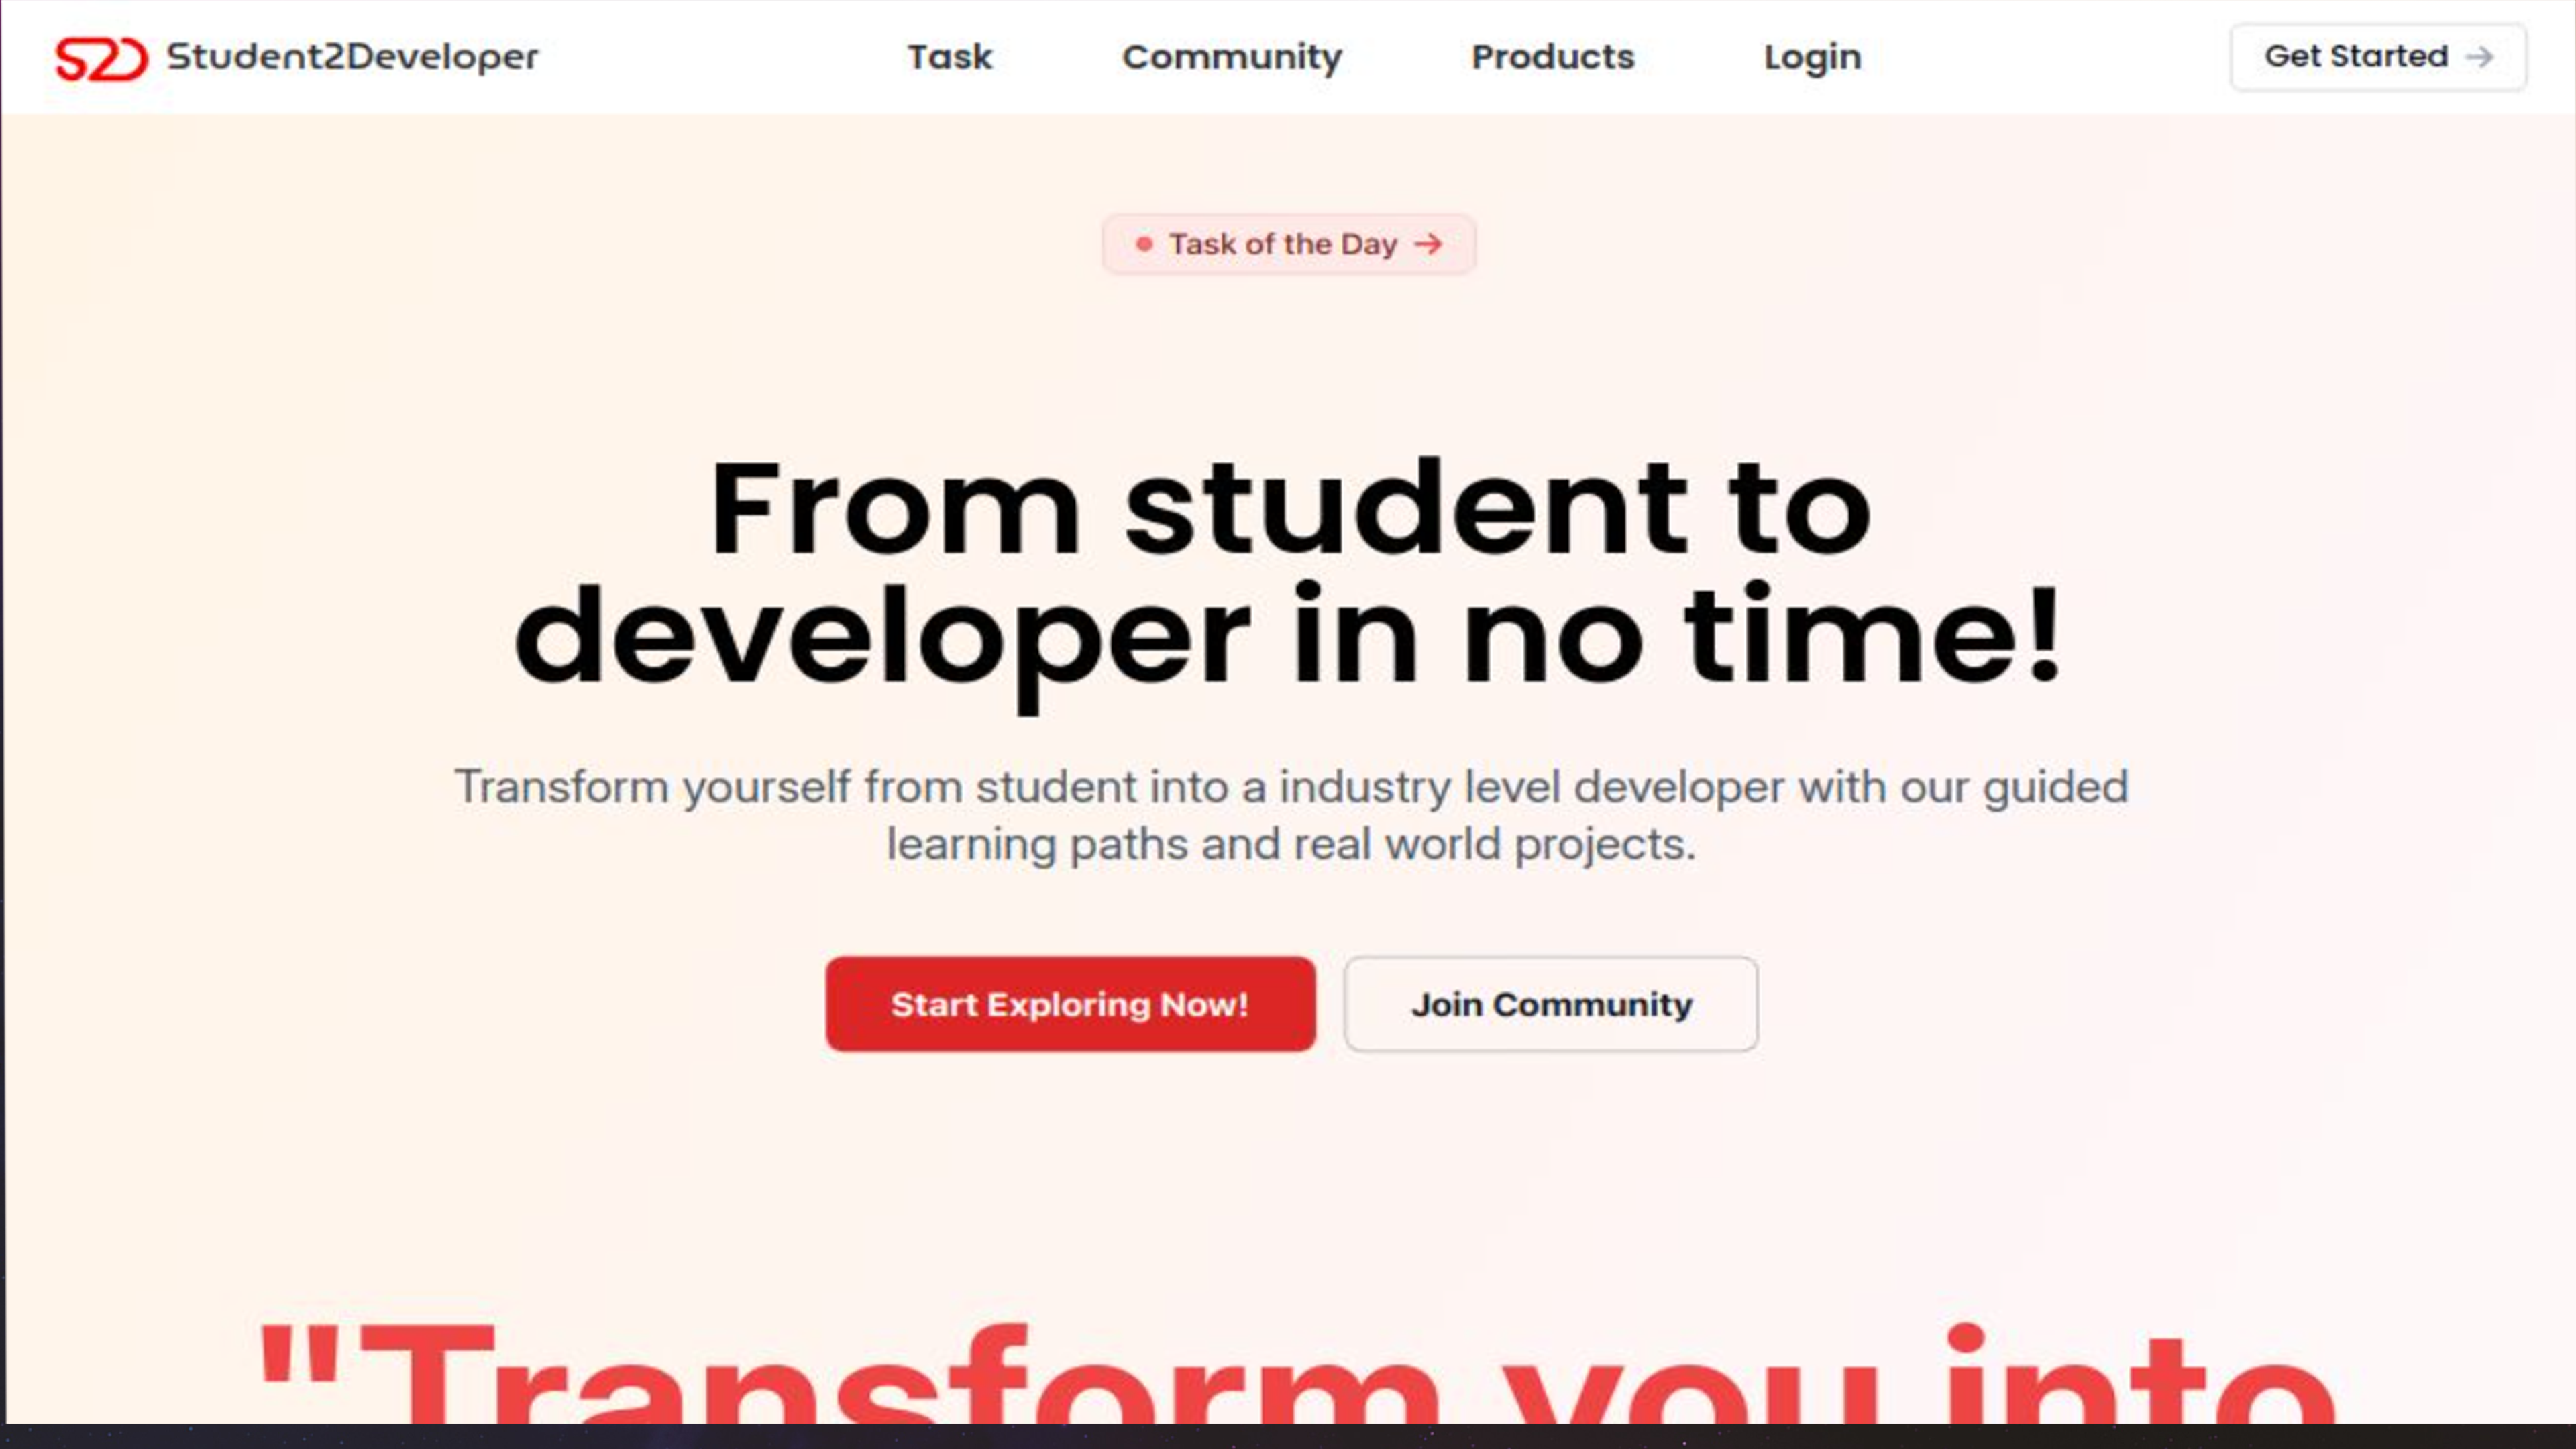 S2D Student2Developer
Task
Community
Products
Login
Get Started →
Task of the Day →
From student to
developer in no time!
Transform yourself from student into a industry level developer with our guided
learning paths and real world projects.
Start Exploring Now!
Join Community
"Transform you into